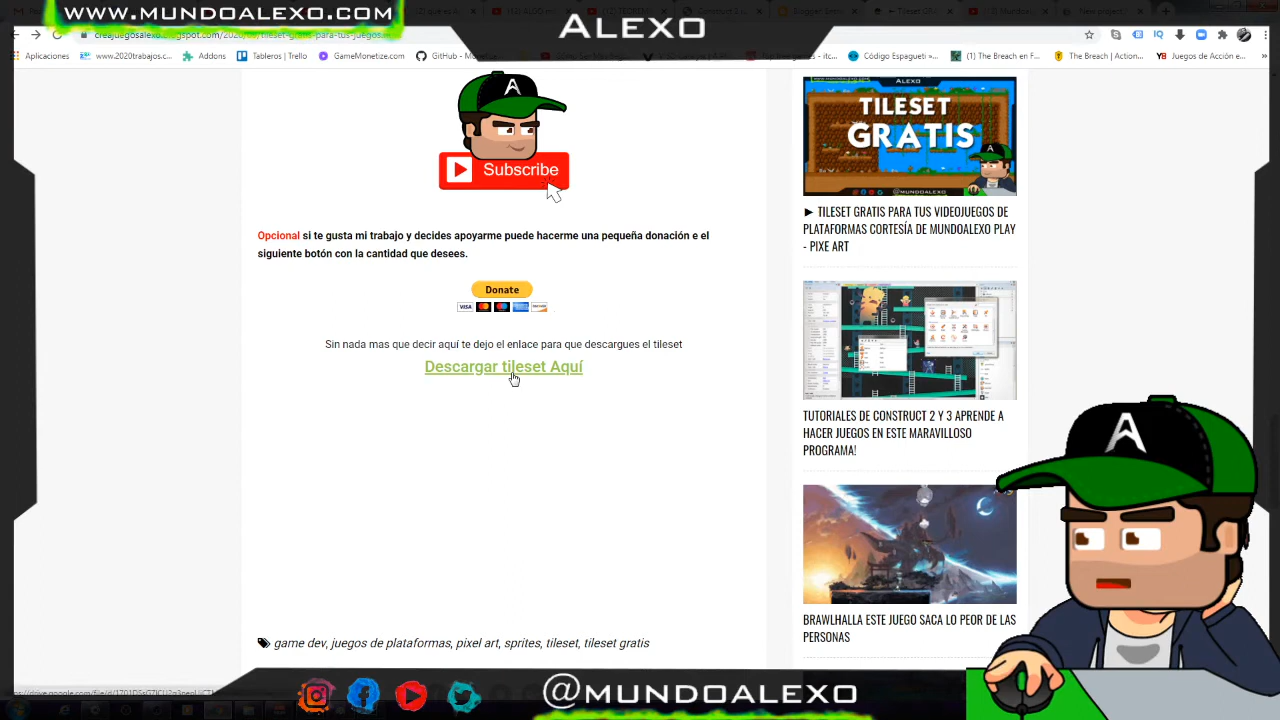 WWW.MUNDOALEXO.COM
ALEXO
Aplicaciones
www.2020trabajos.c...
Addons
Tableros | Trello
GameMonetize.com
Código Espagueti »...
(1) The Breach en F...
The Breach | Action...
Juegos de Acción e...
Subscribe
Opcional si te gusta mi trabajo y decides apoyarme puede hacerme una pequeña donación e el
siguiente botón con la cantidad que desees.
Donate
VISA
Sin nada mas que decir aquí te dejo el enlace para que descargues el tileset
Descargar tileset Aquí
game dev, juegos de plataformas, pixel art, sprites, tileset, tileset gratis
ALEXO
TILESET
GRATIS
@MUNDOALEXO
► TILESET GRATIS PARA TUS VIDEOJUEGOS DE
PLATAFORMAS CORTESÍA DE MUNDOALEXO PLAY
- PIXE ART
TUTORIALES DE CONSTRUCT 2 Y 3 APRENDE A
HACER JUEGOS EN ESTE MARAVILLOSO
PROGRAMA!
BRAWLHALLA ESTE JUEGO SACA LO PEOR DE LAS
PERSONAS
@MUNDOALEXO